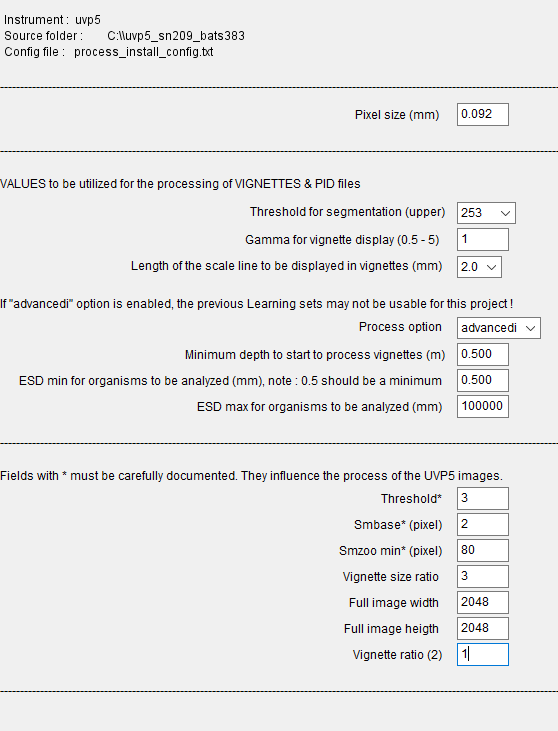 Instrument : uvp5
Source folder : C:\\uvp5_sn209_bats383
Config file : process_install_config.txt
Pixel size (mm) 0.092
VALUES to be utilized for the processing of VIGNETTES & PID files
Threshold for segmentation (upper) 253
Gamma for vignette display (0.5 - 5) 1
Length of the scale line to be displayed in vignettes (mm) 2.0
If "advancedi" option is enabled, the previous Learning sets may not be usable for this project !
Process option advancedi
Minimum depth to start to process vignettes (m) 0.500
ESD min for organisms to be analyzed (mm), note : 0.5 should be a minimum 0.500
ESD max for organisms to be analyzed (mm) 100000
Fields with * must be carefully documented. They influence the process of the UVP5 images.
Threshold* 3
Smbase* (pixel) 2
Smzoo min* (pixel) 80
Vignette size ratio 3
Full image width 2048
Full image heigth 2048
Vignette ratio (2) 1